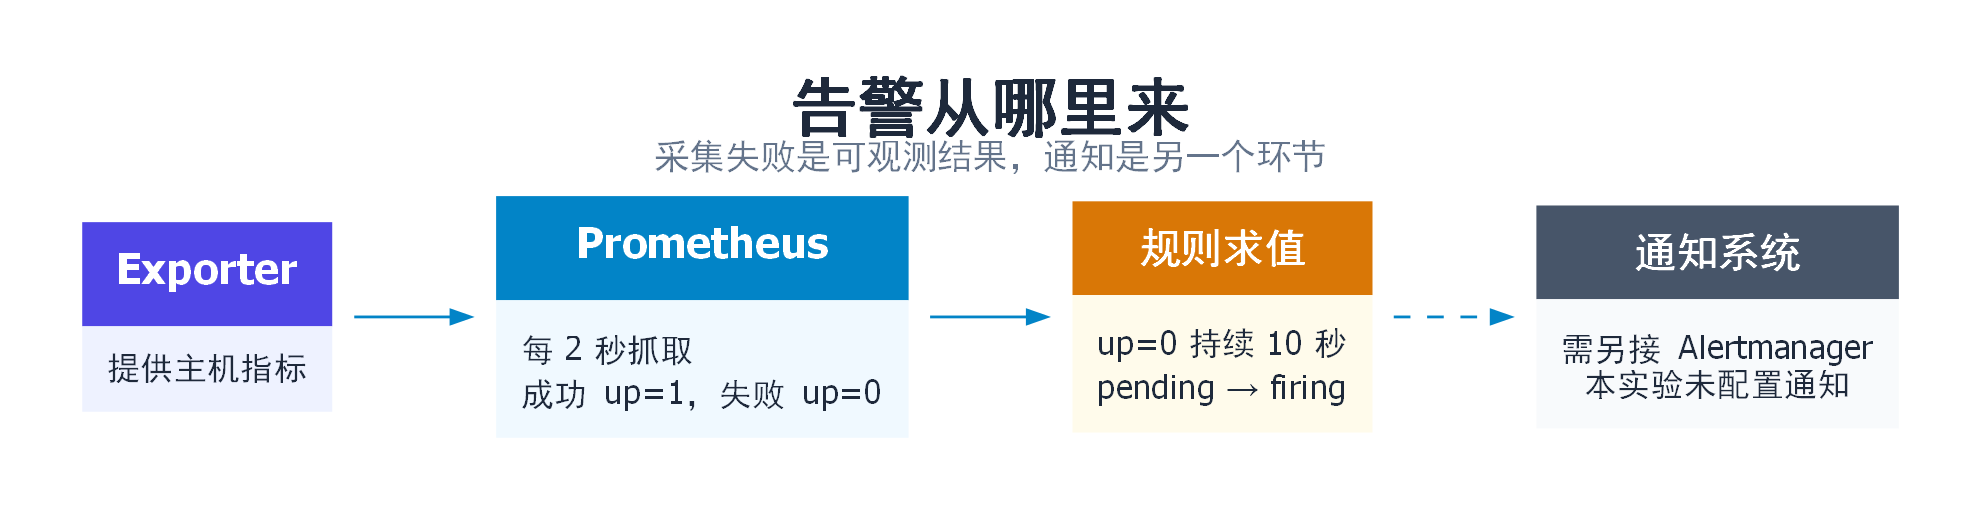 告警从哪里来
采集失败是可观测结果，通知是另一个环节
Exporter
提供主机指标
Prometheus
每 2 秒抓取
成功 up=1，失败 up=0
规则求值
up=0 持续 10 秒
pending → firing
通知系统
需另接 Alertmanager
本实验未配置通知